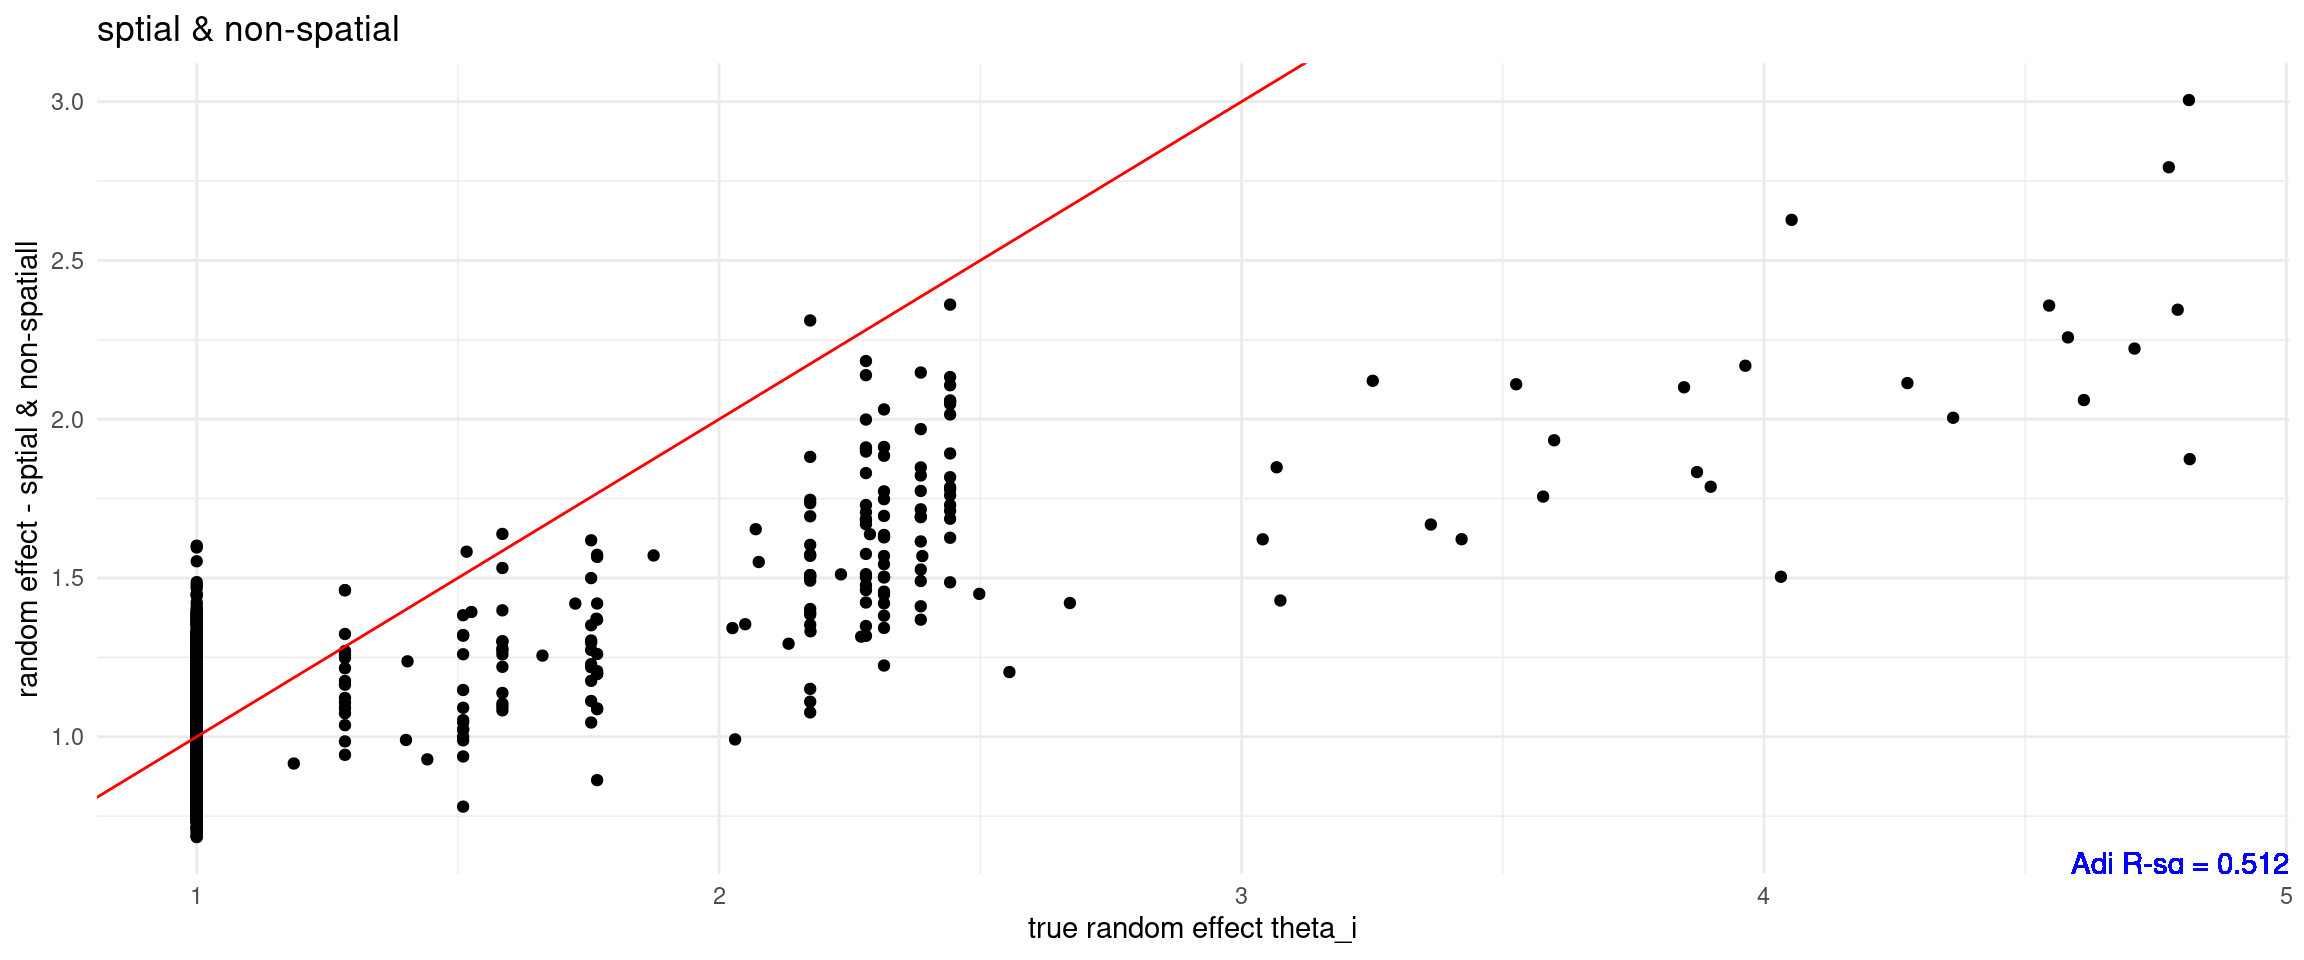 sptial & non-spatial
random effect - sptial & non-spatiall
3.0
2.5
2.0
1.5
1.0
Adj R-sq = 0.512
1 2 3 4 5
true random effect theta_i